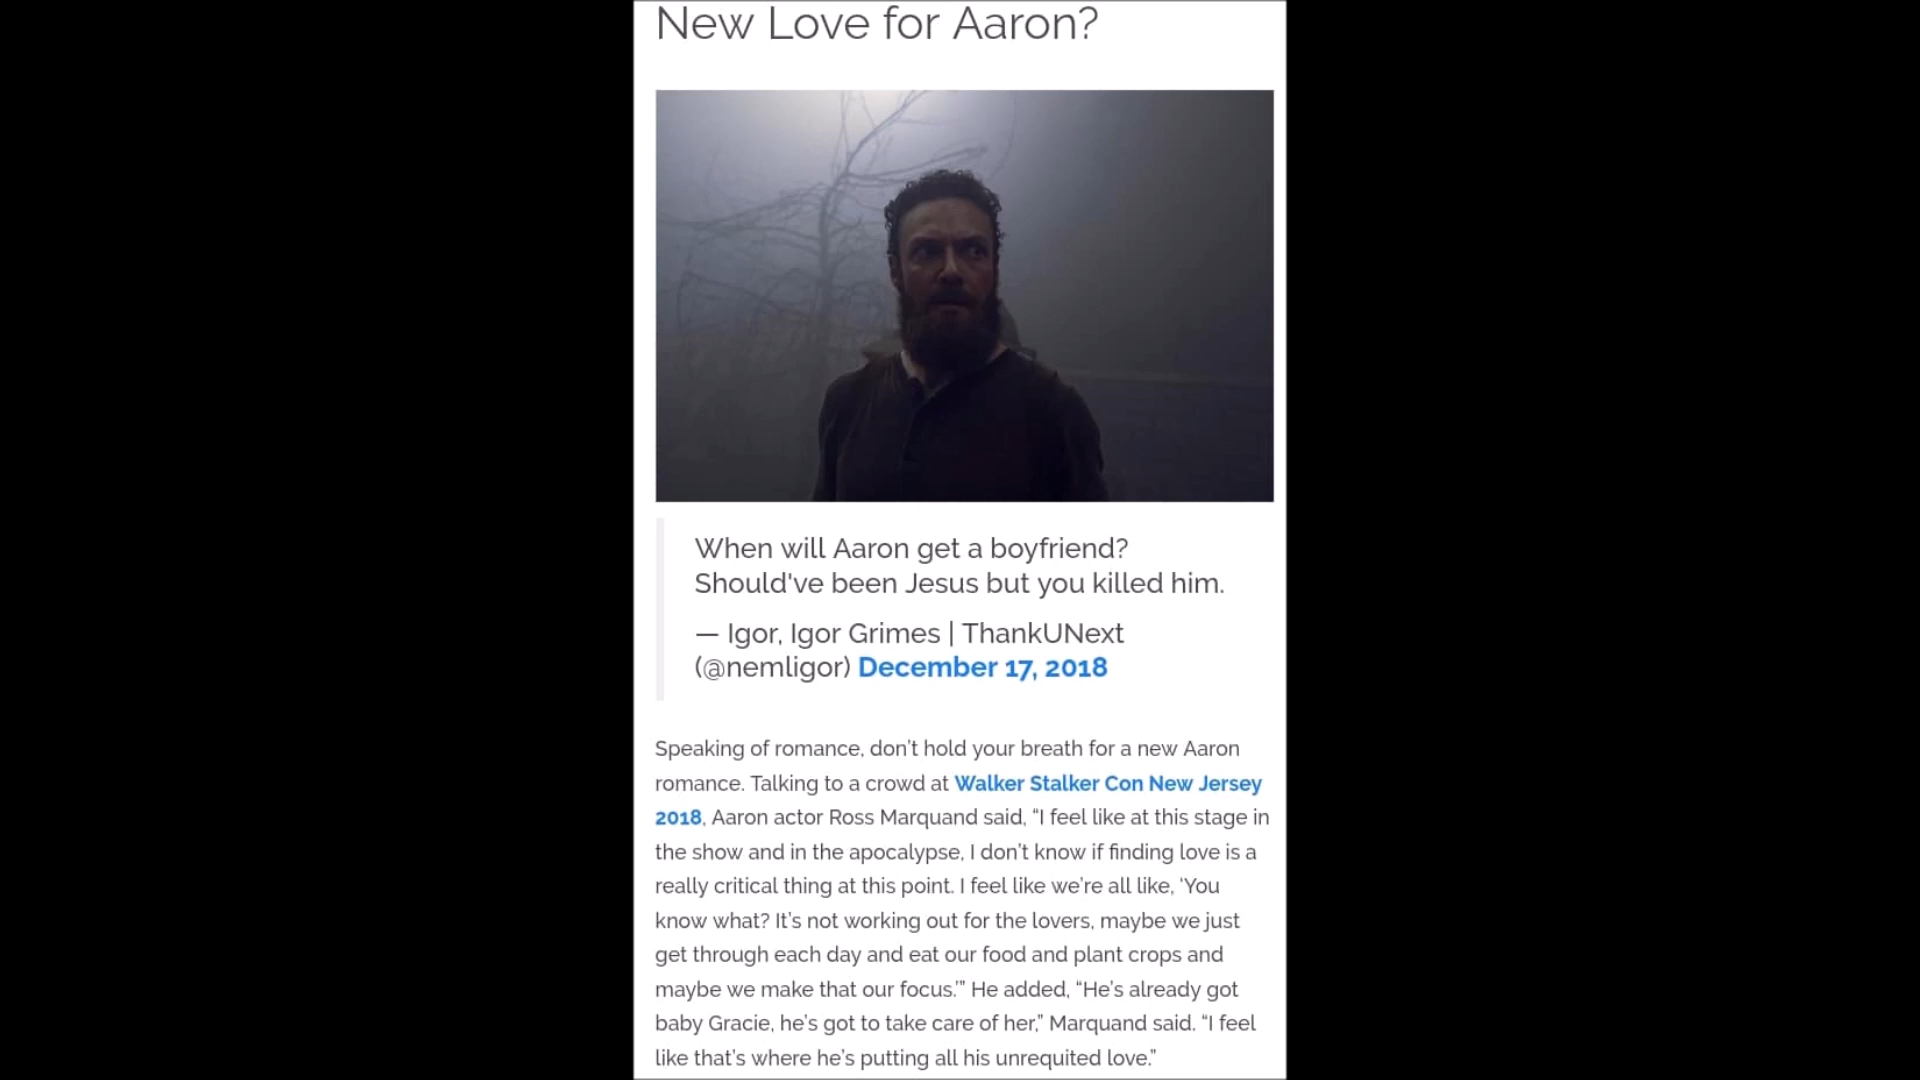 New Love for Aaron?
When will Aaron get a boyfriend?
Should've been Jesus but you killed him.
— Igor, Igor Grimes | ThankUNext
(@nemligor) December 17, 2018
Speaking of romance, don’t hold your breath for a new Aaron
romance. Talking to a crowd at Walker Stalker Con New Jersey
2018, Aaron actor Ross Marquand said, “I feel like at this stage in
the show and in the apocalypse, I don’t know if finding love is a
really critical thing at this point. I feel like we’re all like, ‘You
know what? It’s not working out for the lovers, maybe we just
get through each day and eat our food and plant crops and
maybe we make that our focus.’” He added, “He’s already got
baby Gracie, he’s got to take care of her,” Marquand said. “I feel
like that’s where he’s putting all his unrequited love.”